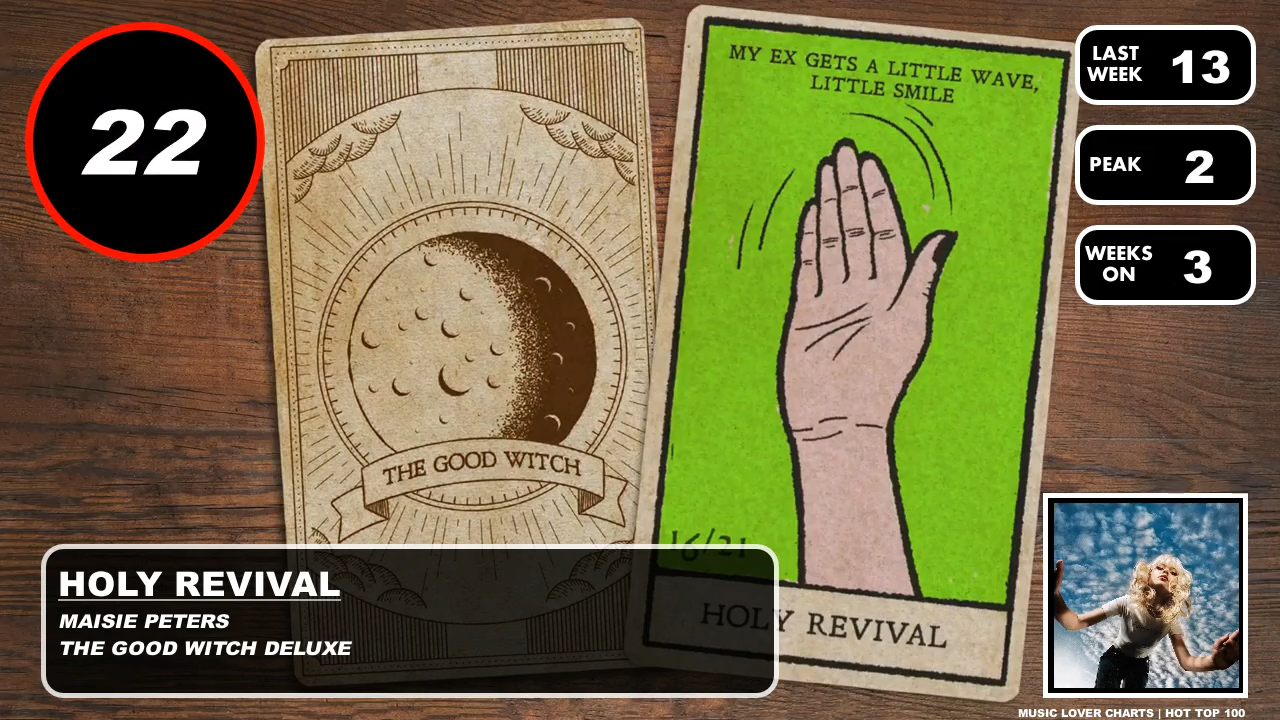 22
MY EX GETS A LITTLE WAVE,
LITTLE SMILE
LAST
WEEK
13
PEAK
2
WEEKS
ON
3
THE GOOD WITCH
16/21
HOLY REVIVAL
HOLY REVIVAL
MAISIE PETERS
THE GOOD WITCH DELUXE
MUSIC LOVER CHARTS | HOT TOP 100